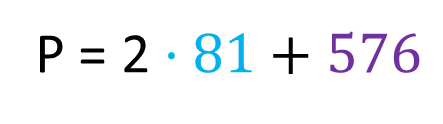 P = 2 · 81 + 576